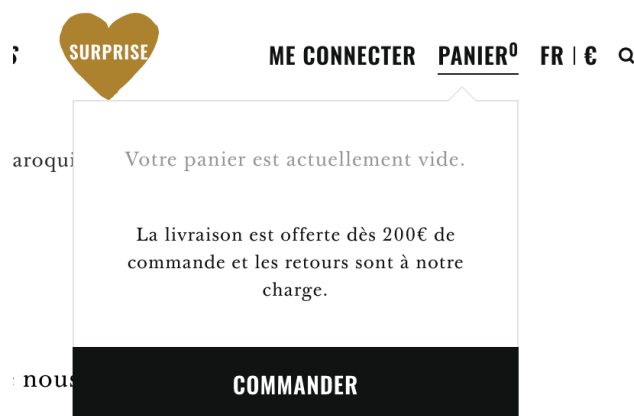 SURPRISE
ME CONNECTER PANIER0 FR | €
Votre panier est actuellement vide.
La livraison est offerte dès 200€ de
commande et les retours sont à notre
charge.
nous
COMMANDER